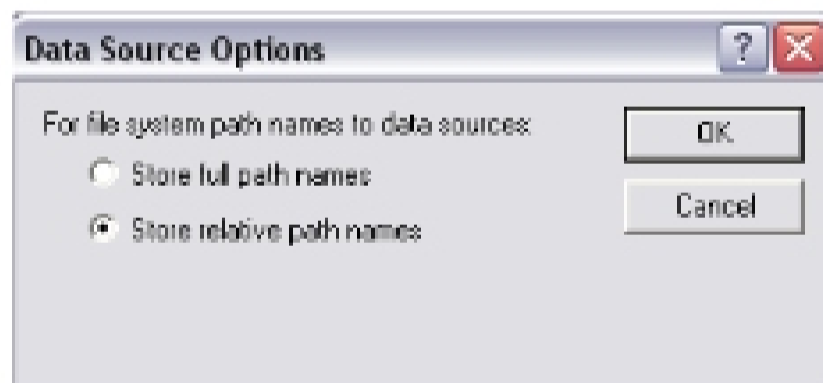 Data Source Options
?
For file system path names to data sources:
OK
Store full path names
Cancel
Store relative path names